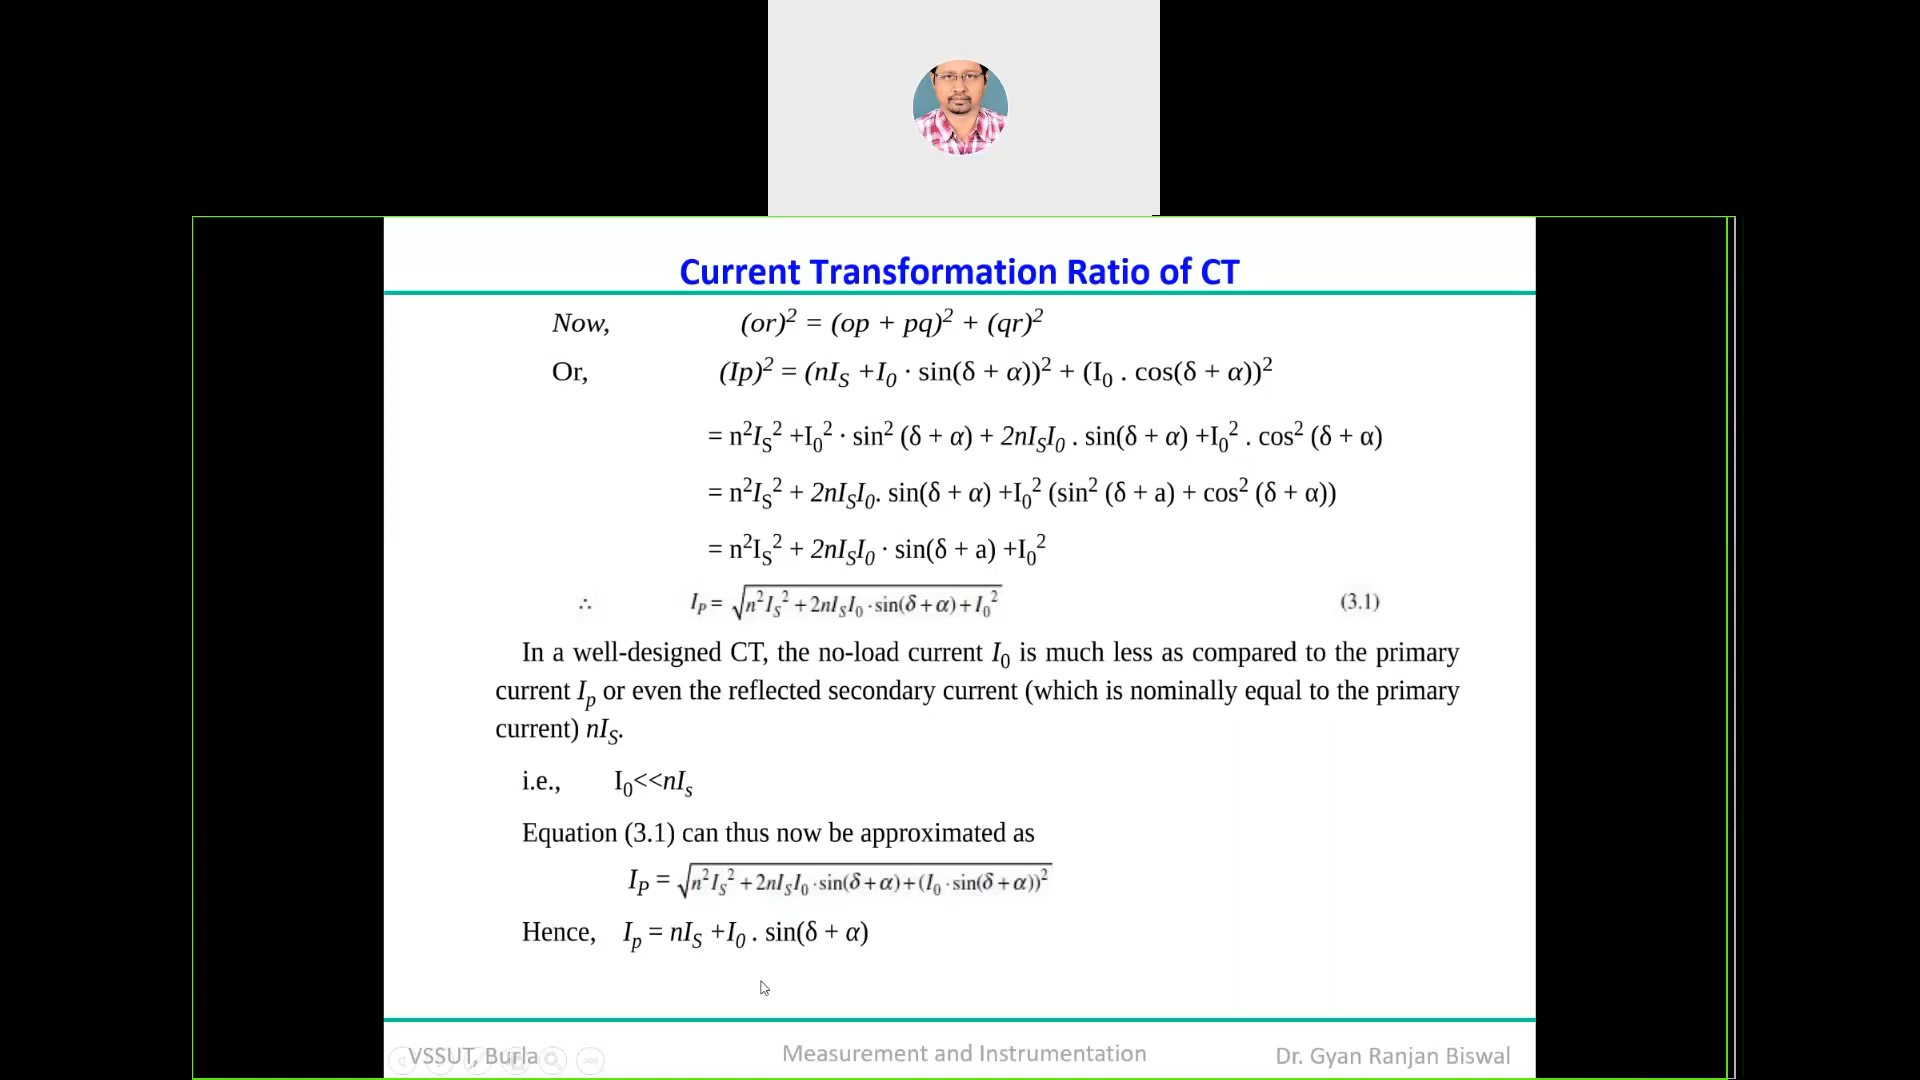 Current Transformation Ratio of CT
Now, (or)² = (op + pq)² + (qr)²
Or, (Ip)² = (nI_S +I_0 · sin(δ + α))² + (I_0 . cos(δ + α))²
= n²I_S² +I_0² · sin² (δ + α) + 2nI_SI_0 . sin(δ + α) +I_0² . cos² (δ + α)
= n²I_S² + 2nI_SI_0. sin(δ + α) +I_0² (sin² (δ + a) + cos² (δ + α))
= n²I_S² + 2nI_SI_0 · sin(δ + a) +I_0²
∴ I_P = √(n²I_S² + 2nI_SI_0 · sin(δ + α) + I_0²) (3.1)
In a well-designed CT, the no-load current I_0 is much less as compared to the primary
current I_p or even the reflected secondary current (which is nominally equal to the primary
current) nI_S.
i.e., I_0<<nI_s
Equation (3.1) can thus now be approximated as
I_P = √(n²I_S² + 2nI_SI_0 · sin(δ + α) + (I_0 · sin(δ + α))²)
Hence, I_p = nI_S +I_0 . sin(δ + α)
VSSUT, Burla Measurement and Instrumentation Dr. Gyan Ranjan Biswal